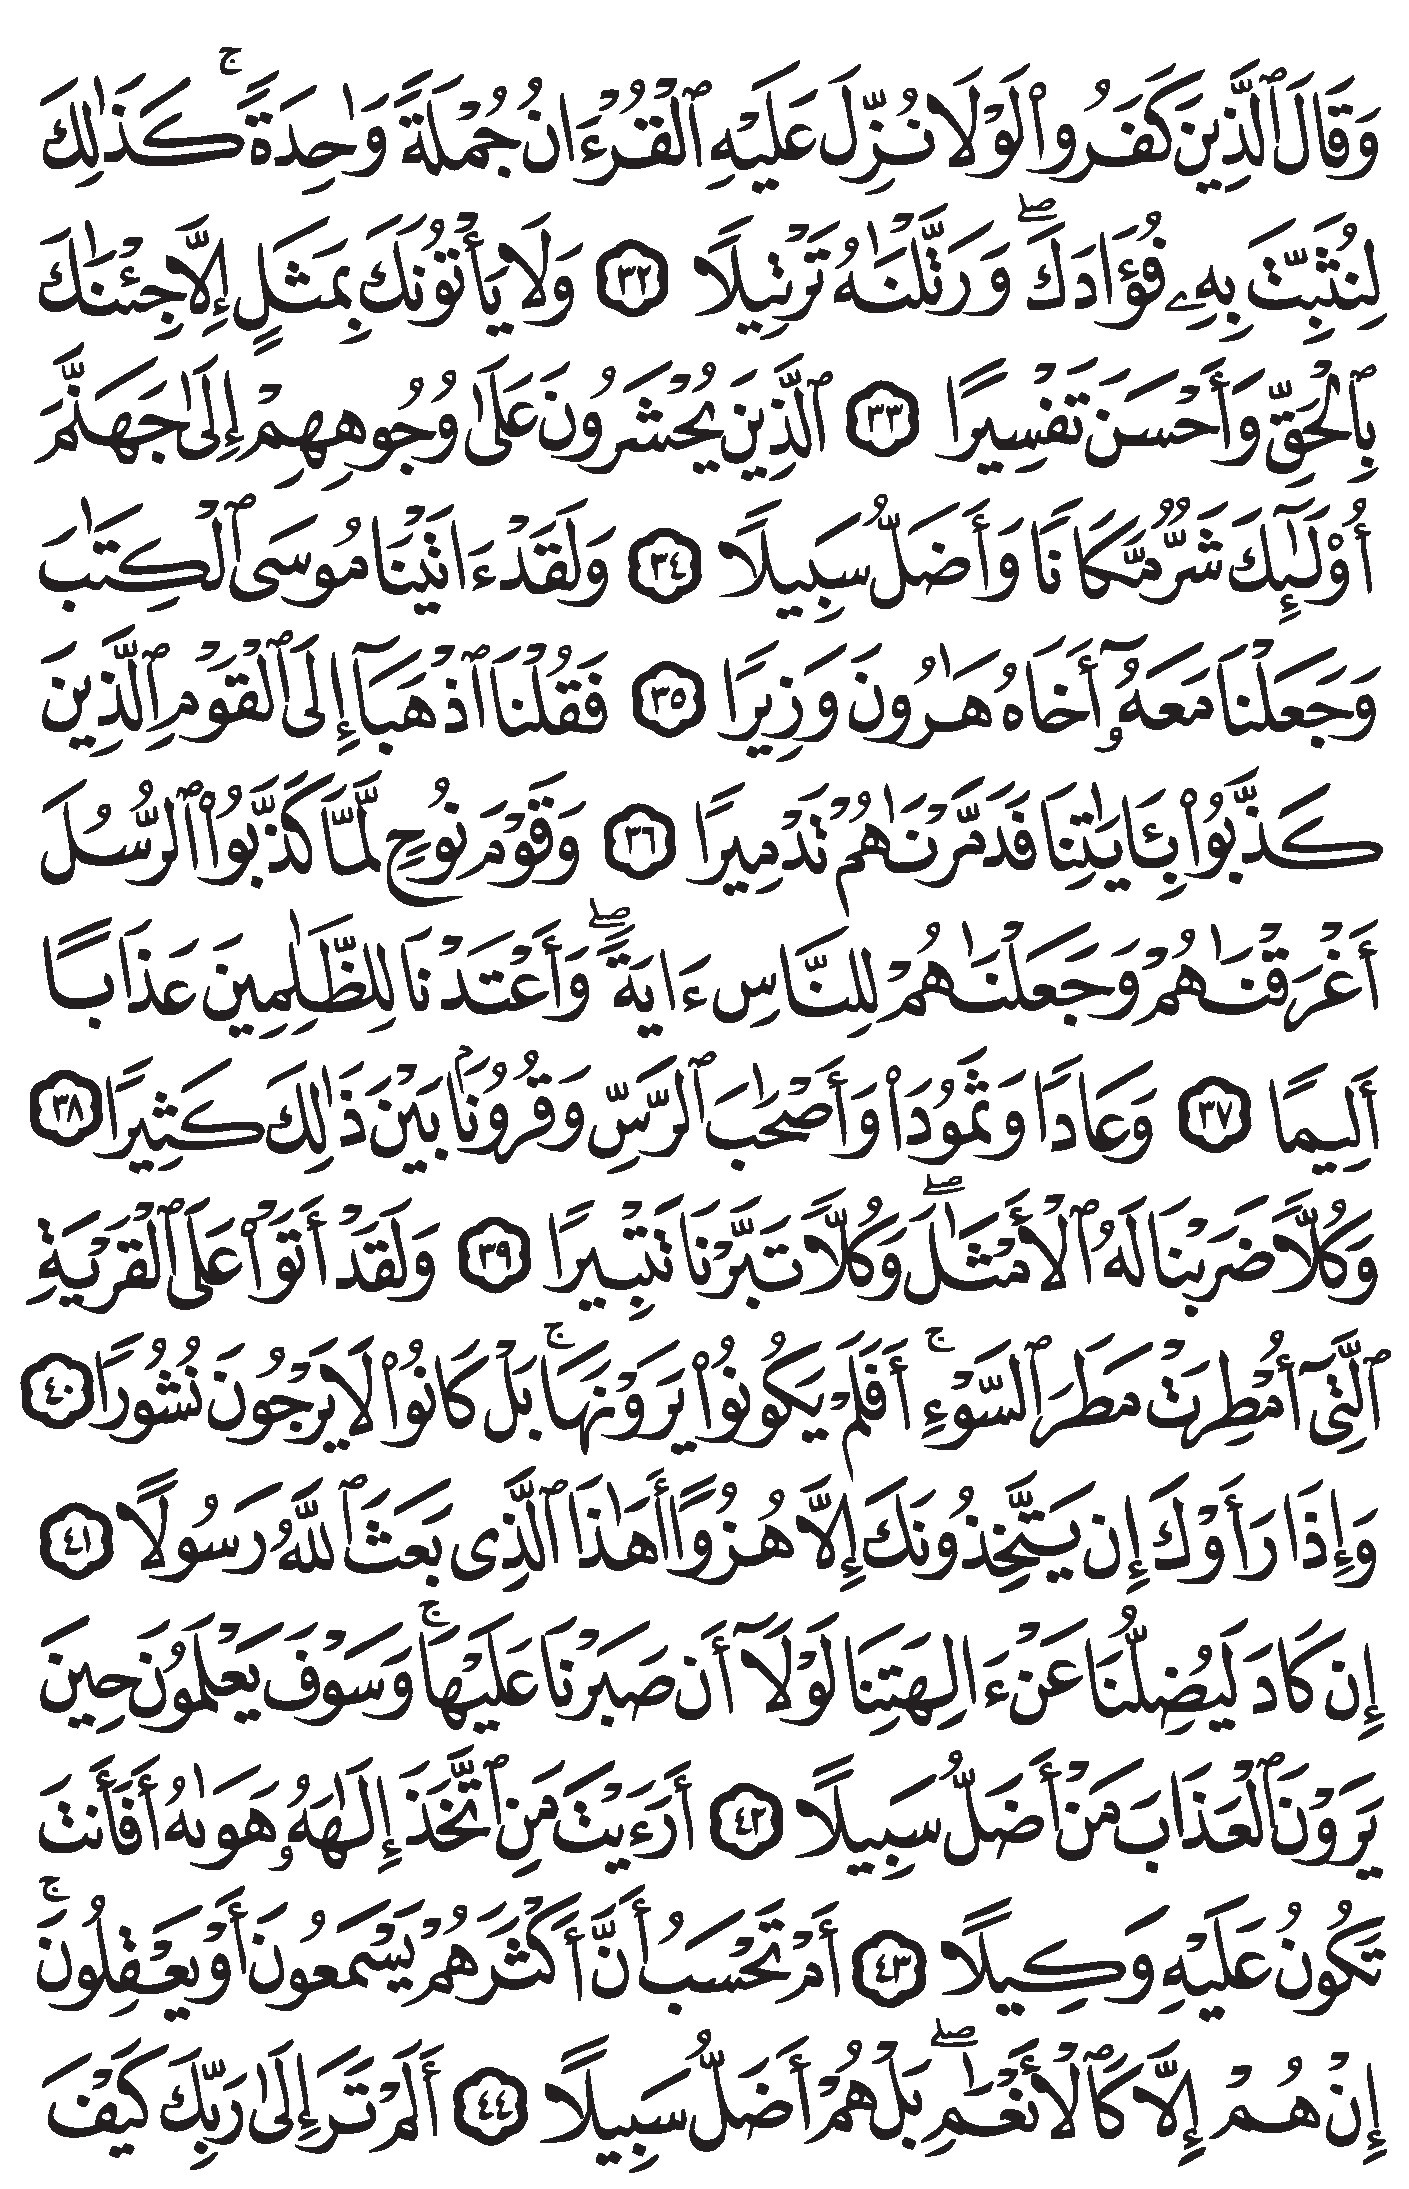 وَقَالَ ٱلَّذِينَ كَفَرُوا۟ لَوْلَا نُزِّلَ عَلَيْهِ ٱلْقُرْءَانُ جُمْلَةً وَٰحِدَةً ۚ كَذَٰلِكَ
لِنُثَبِّتَ بِهِۦ فُؤَادَكَ ۖ وَرَتَّلْنَٰهُ تَرْتِيلًا ٣٢ وَلَا يَأْتُونَكَ بِمَثَلٍ إِلَّا جِئْنَٰكَ
بِٱلْحَقِّ وَأَحْسَنَ تَفْسِيرًا ٣٣ ٱلَّذِينَ يُحْشَرُونَ عَلَىٰ وُجُوهِهِمْ إِلَىٰ جَهَنَّمَ
أُو۟لَٰٓئِكَ شَرٌّ مَّكَانًا وَأَضَلُّ سَبِيلًا ٣٤ وَلَقَدْ ءَاتَيْنَا مُوسَى ٱلْكِتَٰبَ
وَجَعَلْنَا مَعَهُۥٓ أَخَاهُ هَٰرُونَ وَزِيرًا ٣٥ فَقُلْنَا ٱذْهَبَآ إِلَى ٱلْقَوْمِ ٱلَّذِينَ
كَذَّبُوا۟ بِـَٔايَٰتِنَا فَدَمَّرْنَٰهُمْ تَدْمِيرًا ٣٦ وَقَوْمَ نُوحٍ لَّمَّا كَذَّبُوا۟ ٱلرُّسُلَ
أَغْرَقْنَٰهُمْ وَجَعَلْنَٰهُمْ لِلنَّاسِ ءَايَةً ۖ وَأَعْتَدْنَا لِلظَّٰلِمِينَ عَذَابًا
أَلِيمًا ٣٧ وَعَادًا وَثَمُودَا۟ وَأَصْحَٰبَ ٱلرَّسِّ وَقُرُونًۢا بَيْنَ ذَٰلِكَ كَثِيرًا ٣٨
وَكُلًّا ضَرَبْنَا لَهُ ٱلْأَمْثَٰلَ ۖ وَكُلًّا تَبَّرْنَا تَتْبِيرًا ٣٩ وَلَقَدْ أَتَوْا۟ عَلَى ٱلْقَرْيَةِ
ٱلَّتِىٓ أُمْطِرَتْ مَطَرَ ٱلسَّوْءِ ۚ أَفَلَمْ يَكُونُوا۟ يَرَوْنَهَا ۚ بَلْ كَانُوا۟ لَا يَرْجُونَ نُشُورًا ٤٠
وَإِذَا رَأَوْكَ إِن يَتَّخِذُونَكَ إِلَّا هُزُوًا أَهَٰذَا ٱلَّذِى بَعَثَ ٱللَّهُ رَسُولًا ٤١
إِن كَادَ لَيُضِلُّنَا عَنْ ءَالِهَتِنَا لَوْلَآ أَن صَبَرْنَا عَلَيْهَا ۚ وَسَوْفَ يَعْلَمُونَ حِينَ
يَرَوْنَ ٱلْعَذَابَ مَنْ أَضَلُّ سَبِيلًا ٤٢ أَرَءَيْتَ مَنِ ٱتَّخَذَ إِلَٰهَهُۥ هَوَىٰهُ أَفَأَنتَ
تَكُونُ عَلَيْهِ وَكِيلًا ٤٣ أَمْ تَحْسَبُ أَنَّ أَكْثَرَهُمْ يَسْمَعُونَ أَوْ يَعْقِلُونَ ۚ
إِنْ هُمْ إِلَّا كَٱلْأَنْعَٰمِ ۖ بَلْ هُمْ أَضَلُّ سَبِيلًا ٤٤ أَلَمْ تَرَ إِلَىٰ رَبِّكَ كَيْفَ